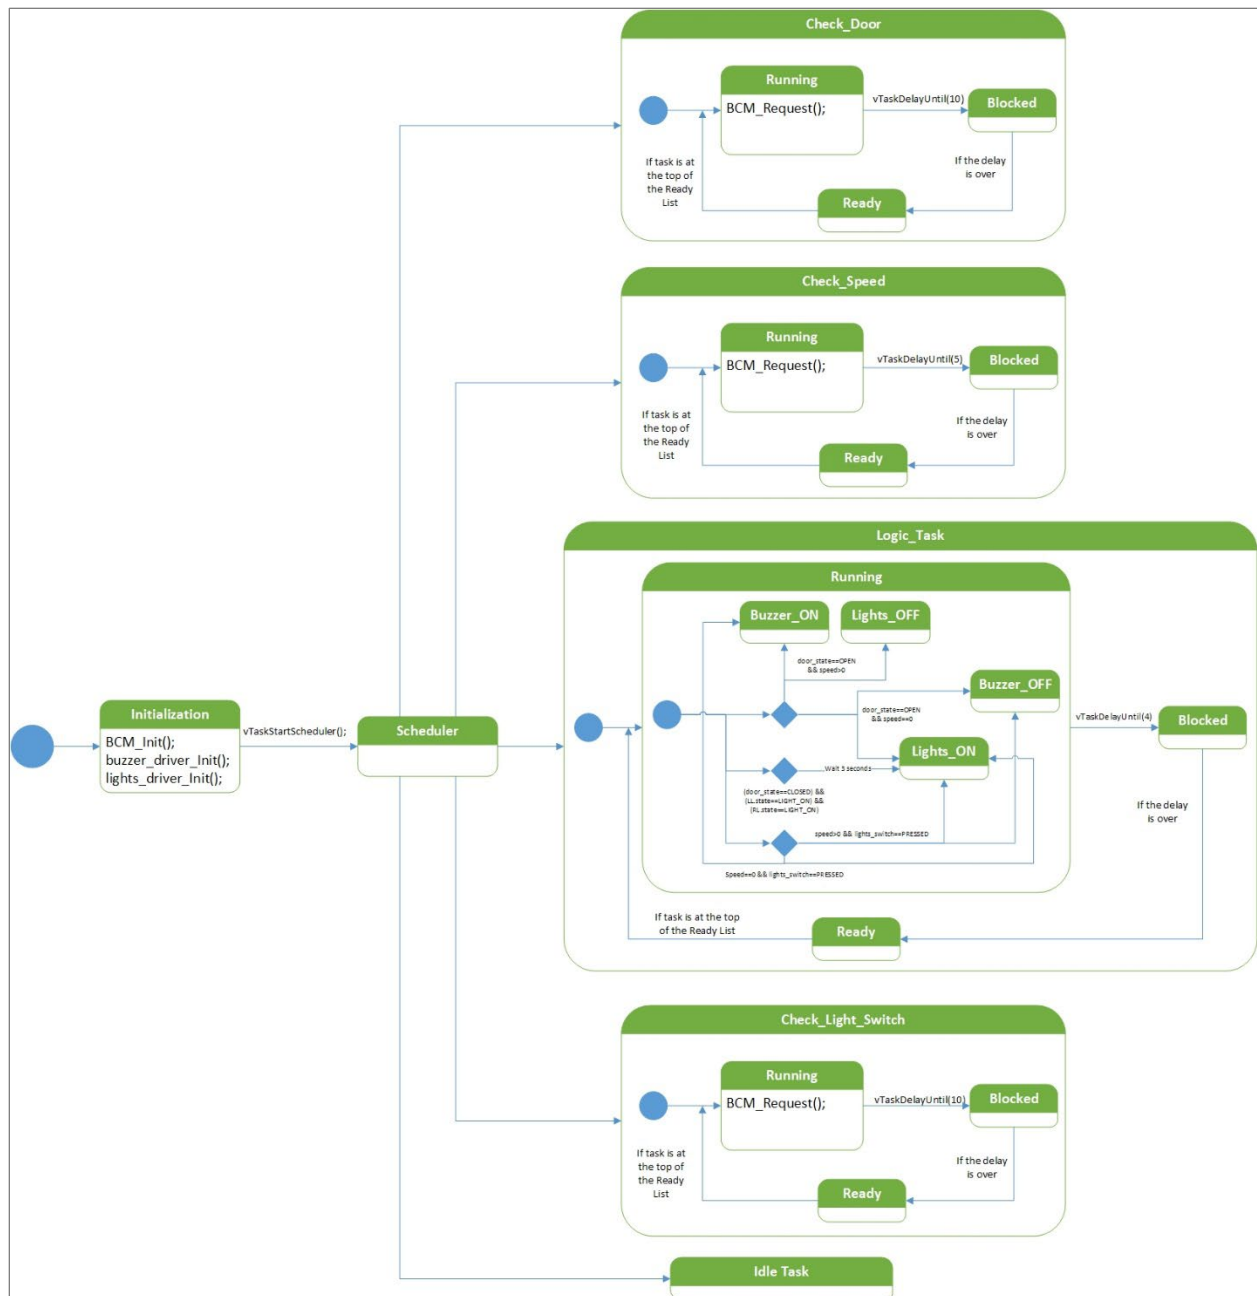 Check_Door
Running
BCM_Request();
vTaskDelayUntil(10)
Blocked
If task is at
the top of
the Ready
List
If the delay
is over
Ready
Check_Speed
Running
BCM_Request();
vTaskDelayUntil(5)
Blocked
If task is at
the top of
the Ready
List
If the delay
is over
Ready
Logic_Task
Running
Buzzer_ON
Lights_OFF
door_state==OPEN
&& speed>0
Buzzer_OFF
door_state==OPEN
&& speed==0
Lights_ON
Wait 3 seconds
(door_state==CLOSED) &&
(LL.state==LIGHT_ON) &&
(RL.state==LIGHT_ON)
speed>0 && lights_switch==PRESSED
Speed==0 && lights_switch==PRESSED
vTaskDelayUntil(4)
Blocked
If the delay
is over
If task is at the top
of the Ready List
Ready
Initialization
BCM_Init();
buzzer_driver_Init();
lights_driver_Init();
vTaskStartScheduler();
Scheduler
Check_Light_Switch
Running
BCM_Request();
vTaskDelayUntil(10)
Blocked
If task is at
the top of
the Ready
List
If the delay
is over
Ready
Idle Task